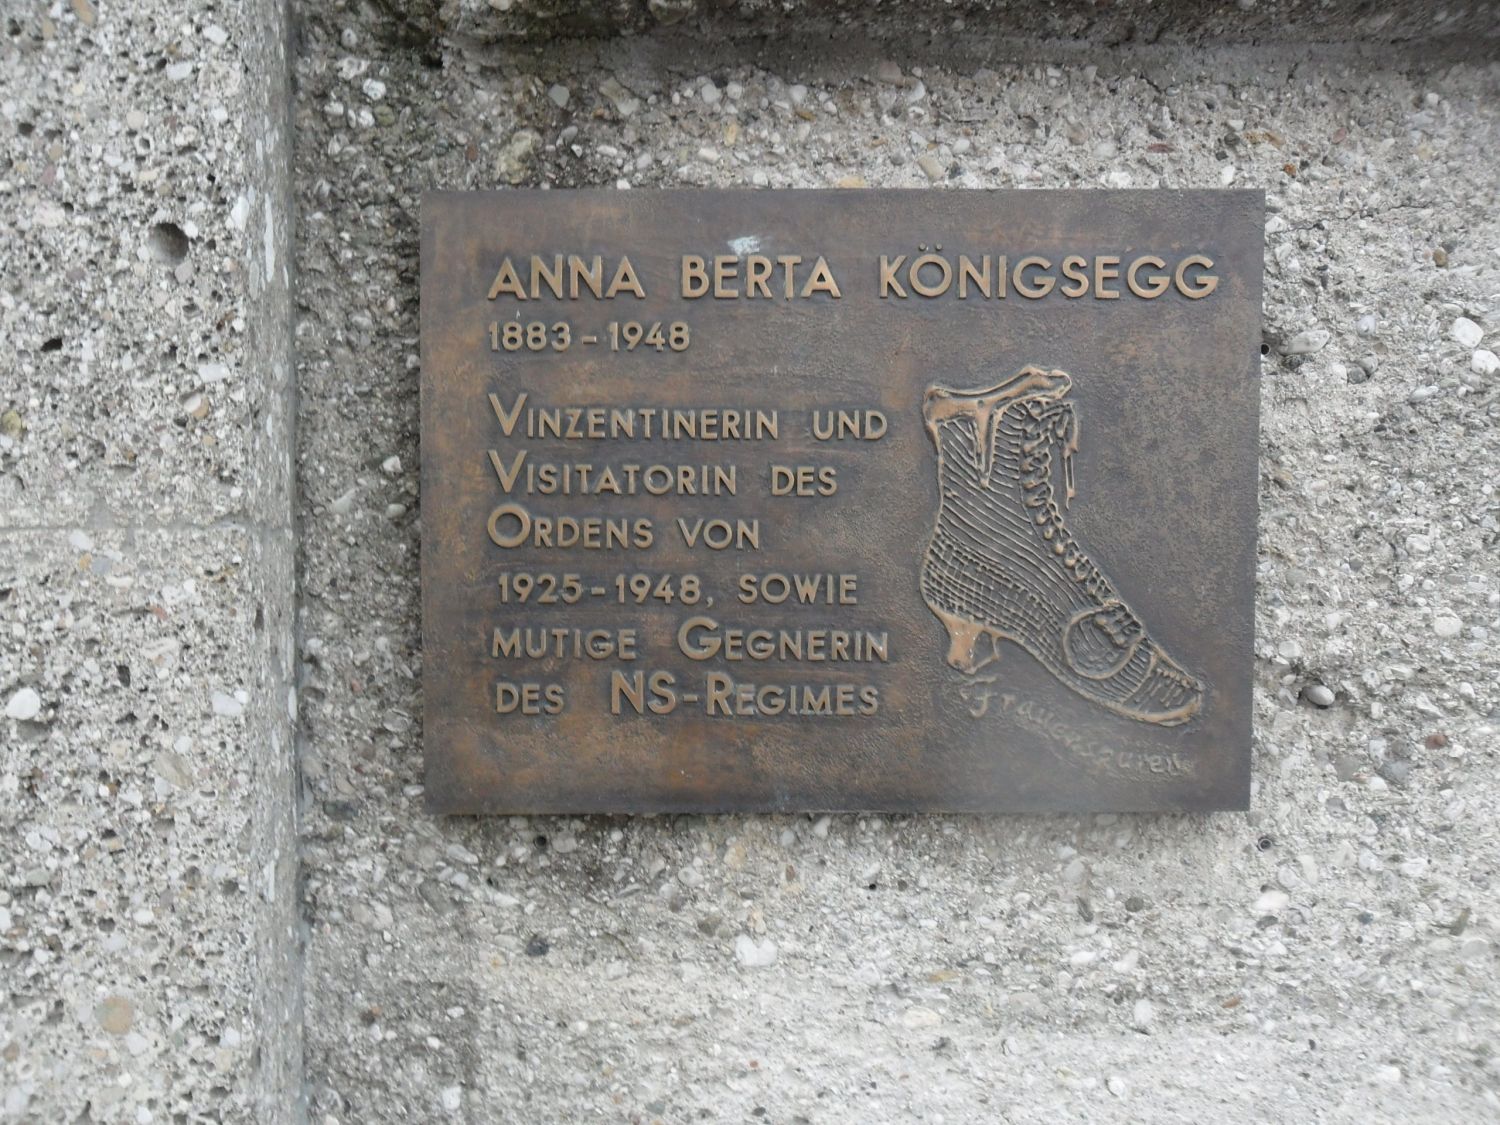 ANNA BERTA KÖNIGSEGG
1883 - 1948
VINZENTINERIN UND
VISITATORIN DES
ORDENS VON
1925 - 1948, SOWIE
MUTIGE GEGNERIN
DES NS-REGIMES
Frauenspuren